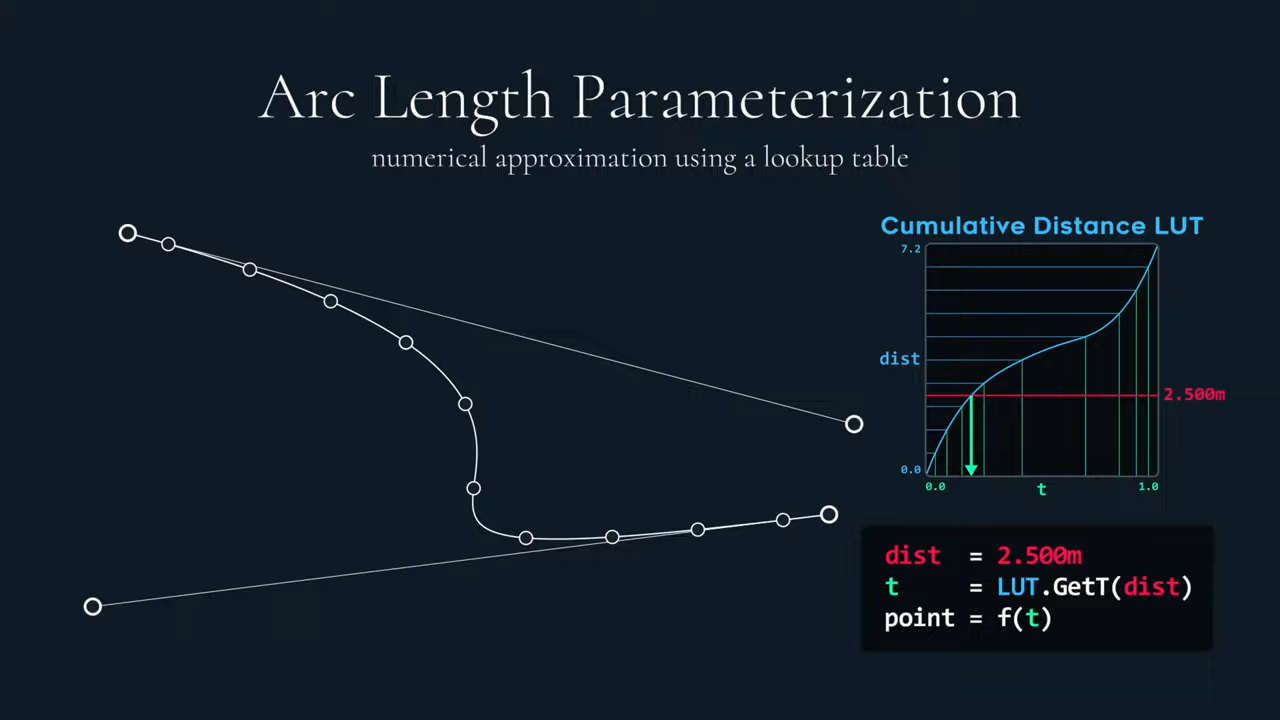 Arc Length Parameterization
numerical approximation using a lookup table
Cumulative Distance LUT
7.2
dist
2.500m
0.0
0.0
t
1.0
dist = 2.500m
t = LUT.GetT(dist)
point = f(t)